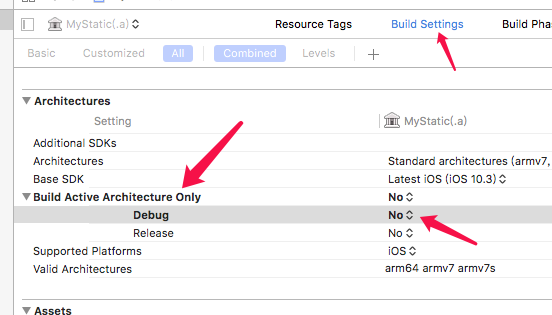 MyStatic(.a) Resource Tags Build Settings Build Pha
Basic Customized All Combined Levels +
Architectures
Setting MyStatic(.a)
Additional SDKs
Architectures Standard architectures (armv7,
Base SDK Latest iOS (iOS 10.3)
Build Active Architecture Only No
Debug No
Release No
Supported Platforms iOS
Valid Architectures arm64 armv7 armv7s
Assets